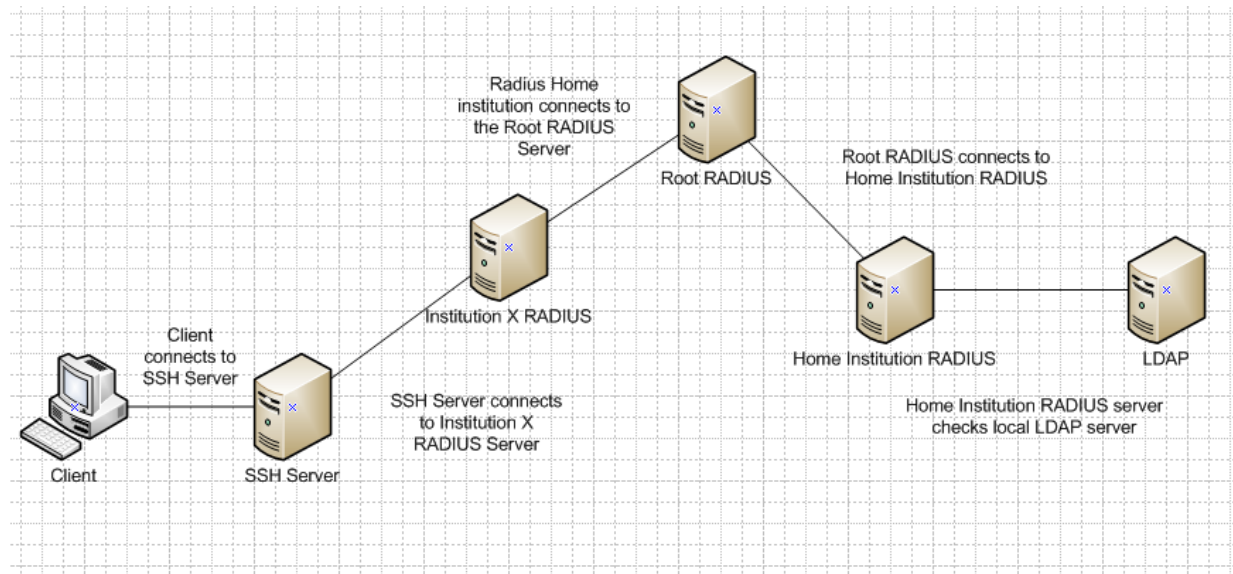 Radius Home
institution connects to
the Root RADIUS
Server
Root RADIUS
Root RADIUS connects to
Home Institution RADIUS
Institution X RADIUS
Client
connects to
SSH Server
Home Institution RADIUS
LDAP
SSH Server connects
to Institution X
RADIUS Server
Home Institution RADIUS server
checks local LDAP server
Client
SSH Server